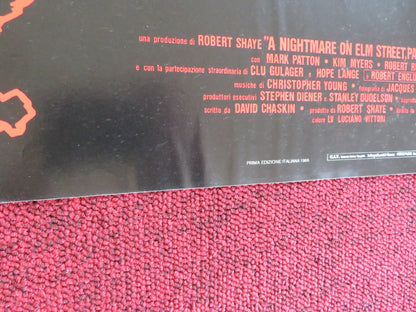 una produzione di ROBERT SHAYE "A NIGHTMARE ON ELM STREET, PA
con MARK PATTON • KIM MYERS • ROBERT R
e con la partecipazione straordinaria di CLU GULAGER e HOPE LANGE e ROBERT ENGL
musiche di CHRISTOPHER YOUNG • fotografia di JACQUES
produttori esecutivi STEPHEN DIENER e STANLEY DUDELSON •
scritto da DAVID CHASKIN • prodotto da ROBERT SHAYE •
colore LV LUCIANO VITTORI
PRIMA EDIZIONE ITALIANA 1986